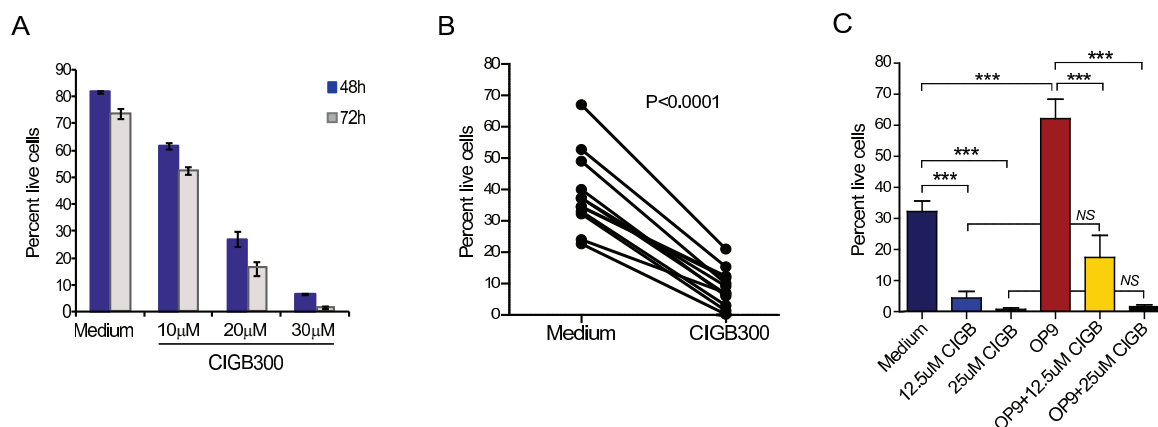 A
Percent live cells
90
80
70
60
50
40
30
20
10
0
48h
72h
Medium
10µM
20µM
30µM
CIGB300
B
Percent live cells
80
70
60
50
40
30
20
10
0
P<0.0001
Medium
CIGB300
C
Percent live cells
80
70
60
50
40
30
20
10
0
***
***
***
***
***
NS
NS
Medium
12.5uM CIGB
25uM CIGB
OP9
OP9+12.5uM CIGB
OP9+25uM CIGB